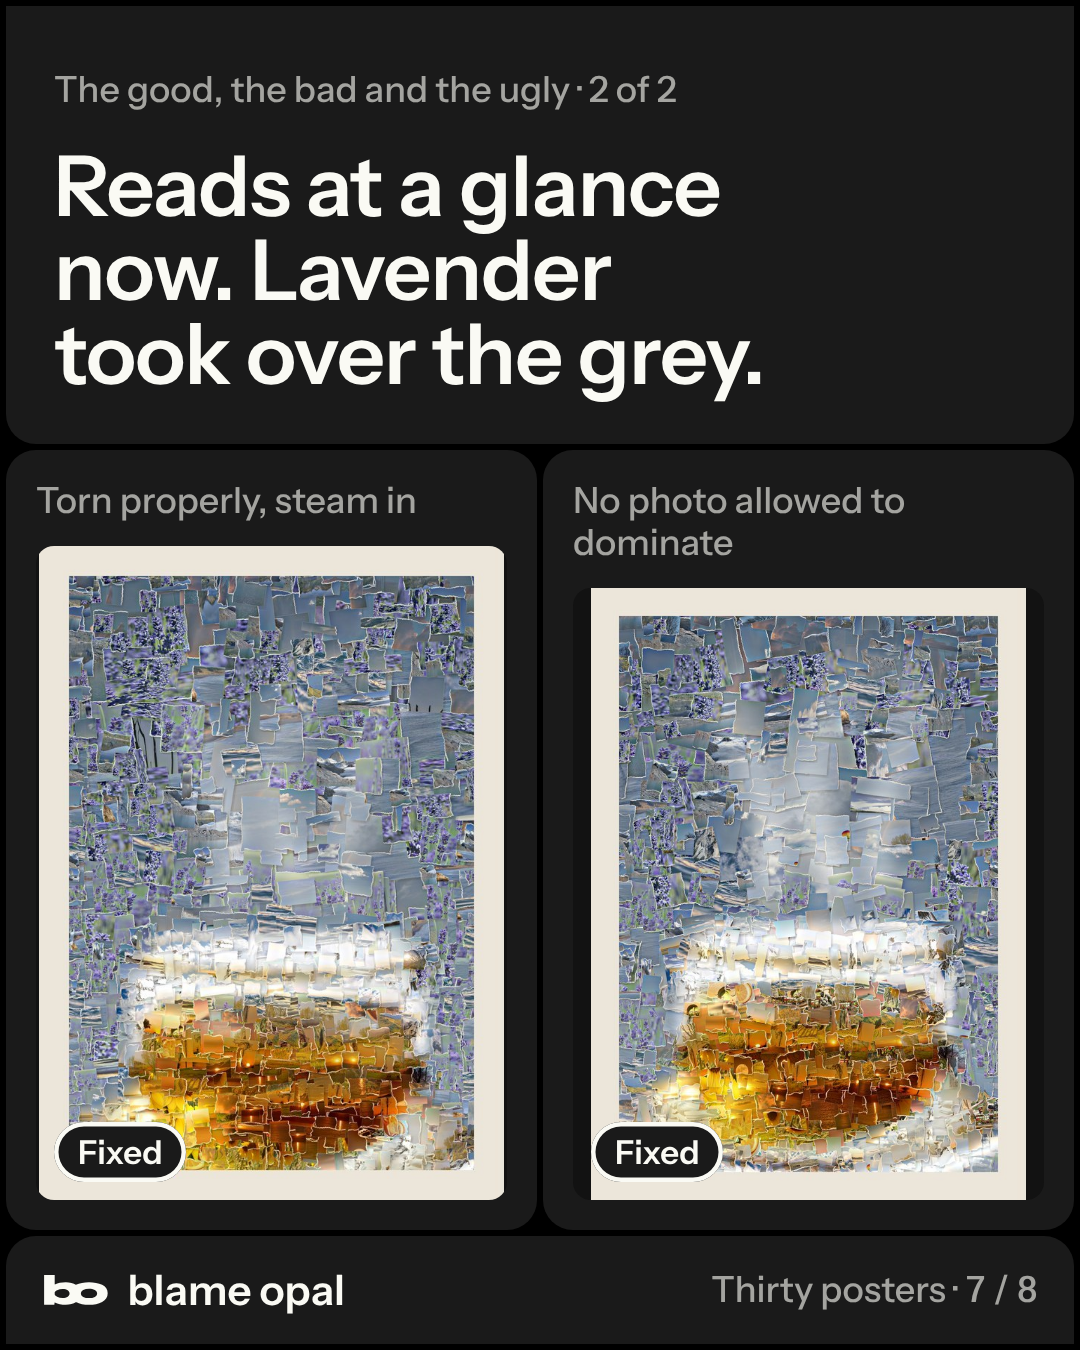 The good, the bad and the ugly · 2 of 2
Reads at a glance
now. Lavender
took over the grey.
Torn properly, steam in
No photo allowed to
dominate
Fixed
Fixed
bo blame opal
Thirty posters · 7 / 8